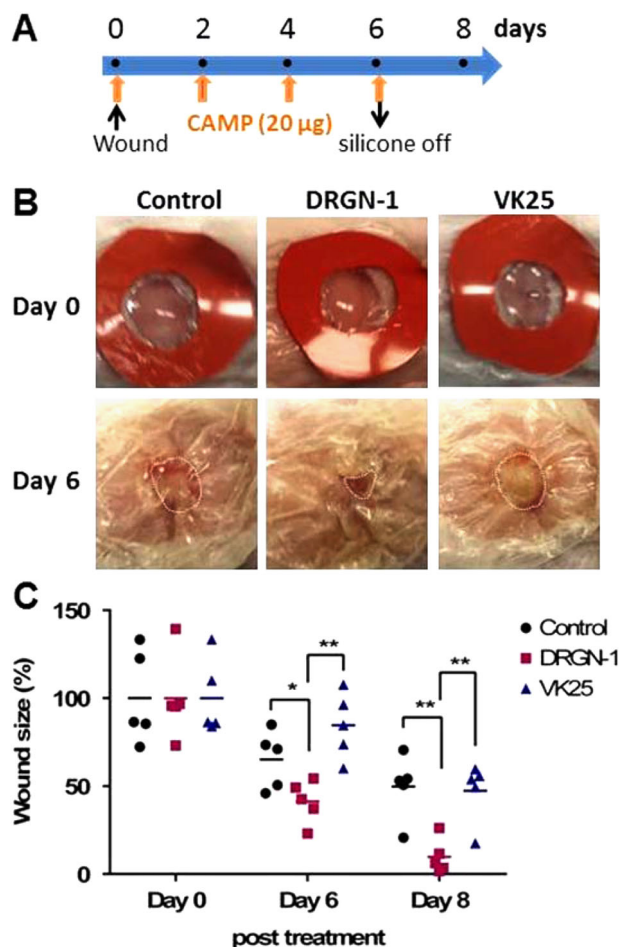 A
0 2 4 6 8 days
CAMP (20 µg)
Wound
silicone off
B
Control DRGN-1 VK25
Day 0
Day 6
C
150
100
50
0
Wound size (%)
** 
*
**
**
Control
DRGN-1
VK25
Day 0 Day 6 Day 8
post treatment